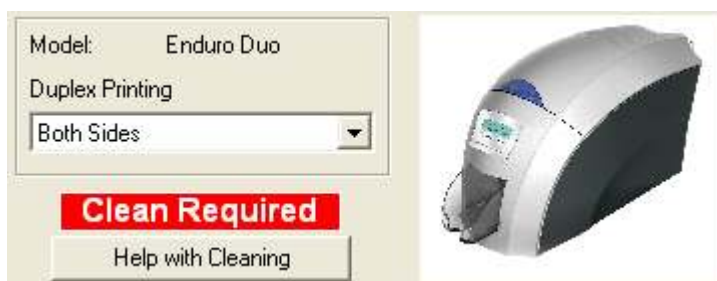 Model: Enduro Duo
Duplex Printing
Both Sides
Clean Required
Help with Cleaning